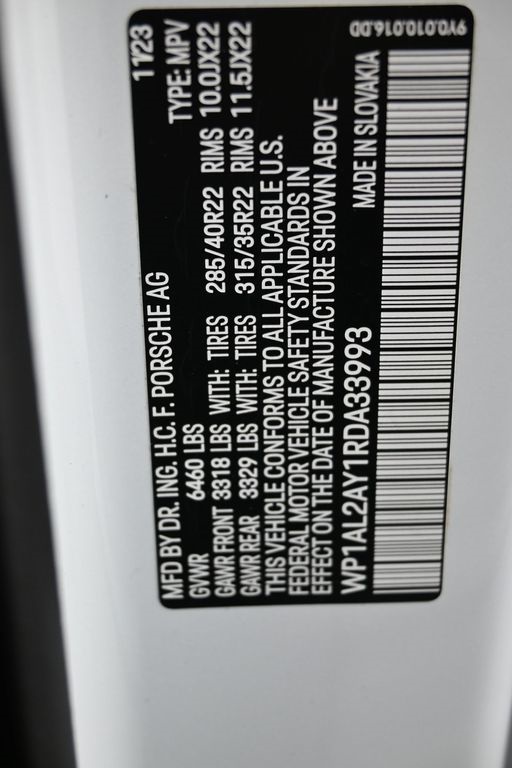 MFD BY DR. ING. H.C. F. PORSCHE AG 11/23
GVWR 6460 LBS TYPE: MPV
GAWR FRONT 3318 LBS WITH: TIRES 285/40R22 RIMS 10.0JX22
GAWR REAR 3329 LBS WITH: TIRES 315/35R22 RIMS 11.5JX22
THIS VEHICLE CONFORMS TO ALL APPLICABLE U.S.
FEDERAL MOTOR VEHICLE SAFETY STANDARDS IN
EFFECT ON THE DATE OF MANUFACTURE SHOWN ABOVE
WP1AL2AY1RDA33993 MADE IN SLOVAKIA
9Y0.010.016.DD